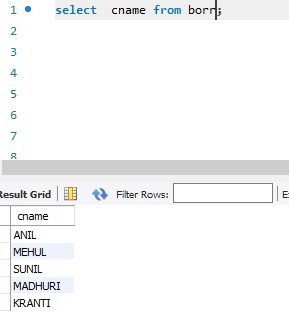 1 select cname from borr;
2
2
3
4
5
6
7
8
Result Grid Filter Rows:
cname
ANIL
MEHUL
SUNIL
MADHURI
KRANTI